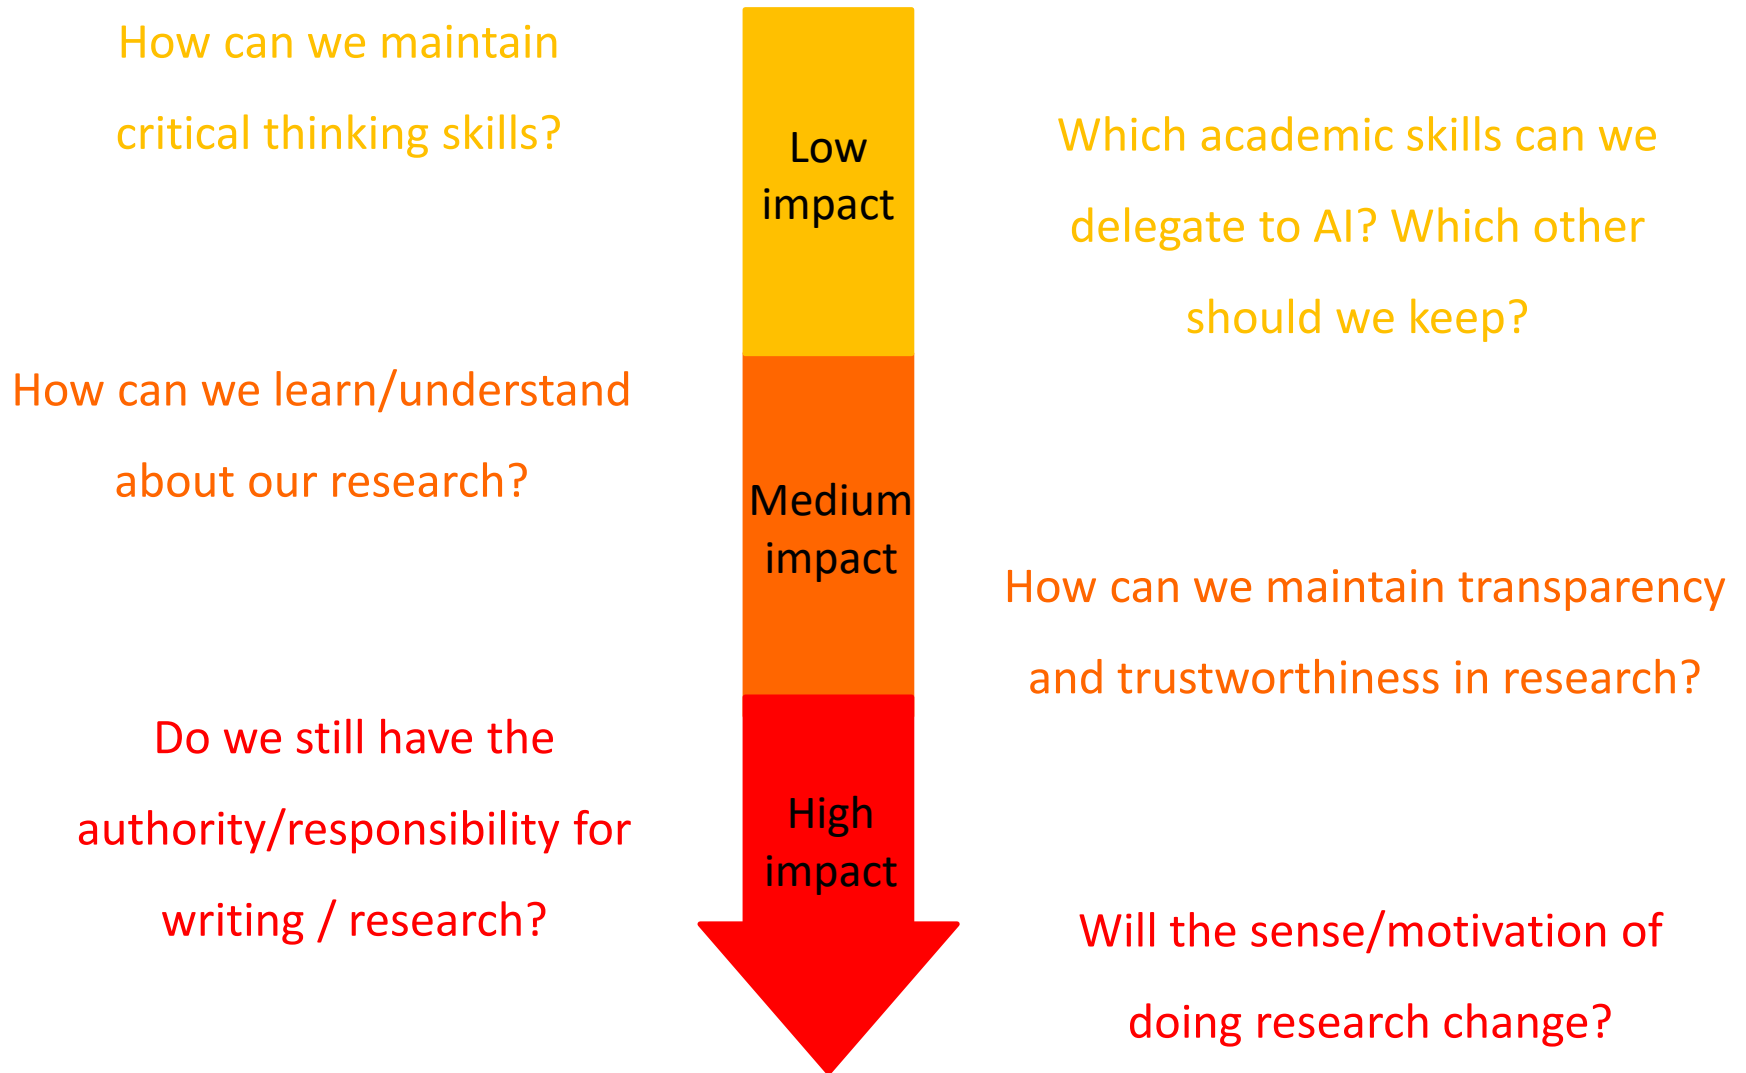 How can we maintain
critical thinking skills?
Low
impact
Which academic skills can we
delegate to AI? Which other
should we keep?
How can we learn/understand
about our research?
Medium
impact
How can we maintain transparency
and trustworthiness in research?
Do we still have the
authority/responsibility for
writing / research?
High
impact
Will the sense/motivation of
doing research change?